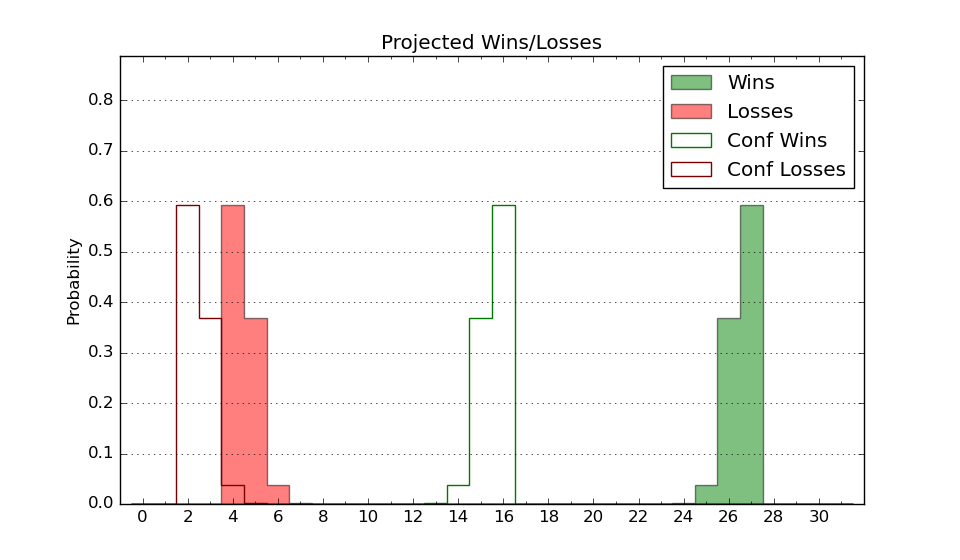 Projected Wins/Losses
Wins
Losses
Conf Wins
Conf Losses
Probability
0.8
0.7
0.6
0.5
0.4
0.3
0.2
0.1
0.0
0 2 4 6 8 10 12 14 16 18 20 22 24 26 28 30